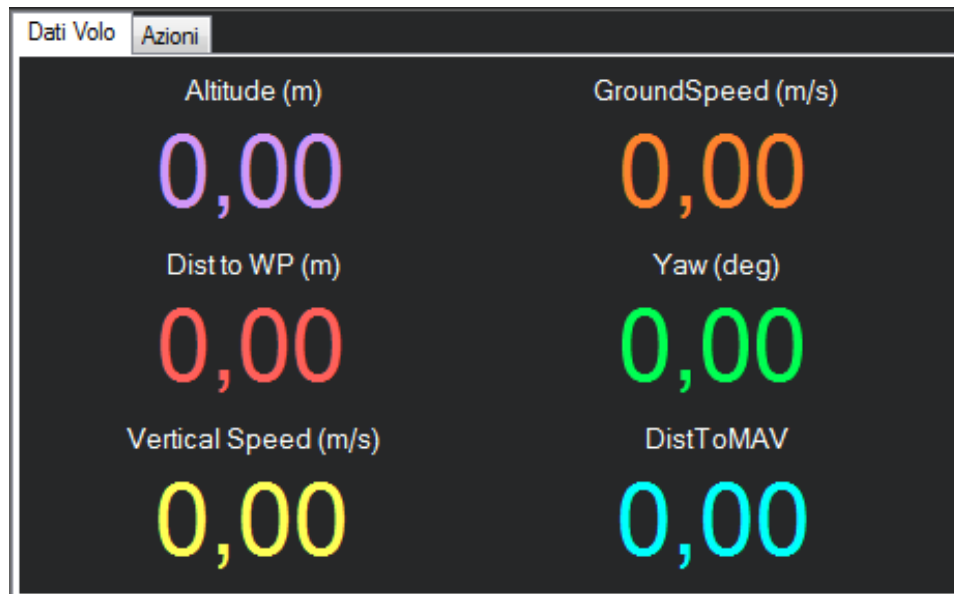 Dati Volo Azioni
Altitude (m) GroundSpeed (m/s)
0,00 0,00
Dist to WP (m) Yaw (deg)
0,00 0,00
Vertical Speed (m/s) DistToMAV
0,00 0,00